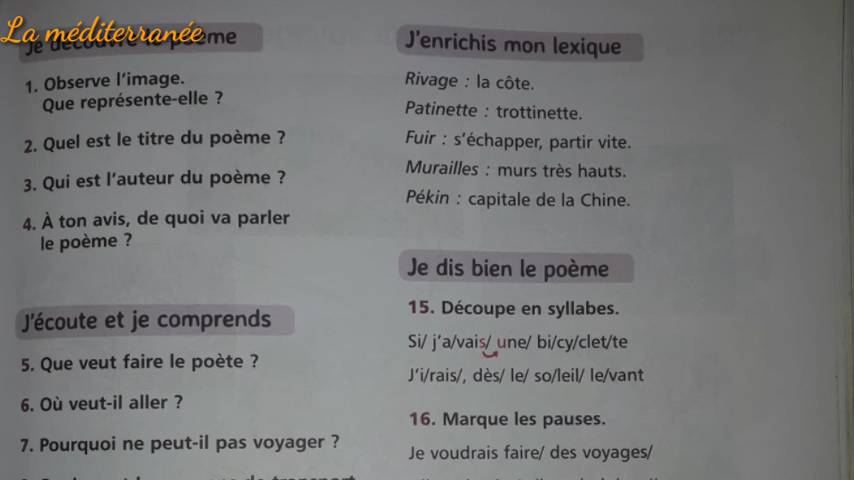 La méditerranée
Je découvre le poème
1. Observe l'image.
Que représente-elle ?
2. Quel est le titre du poème ?
3. Qui est l'auteur du poème ?
4. À ton avis, de quoi va parler
le poème ?
J'écoute et je comprends
5. Que veut faire le poète ?
6. Où veut-il aller ?
7. Pourquoi ne peut-il pas voyager ?
J'enrichis mon lexique
Rivage : la côte.
Patinette : trottinette.
Fuir : s'échapper, partir vite.
Murailles : murs très hauts.
Pékin : capitale de la Chine.
Je dis bien le poème
15. Découpe en syllabes.
Si/ j'a/vais/ une/ bi/cy/clet/te
J'i/rais/, dès/ le/ so/leil/ le/vant
16. Marque les pauses.
Je voudrais faire/ des voyages/